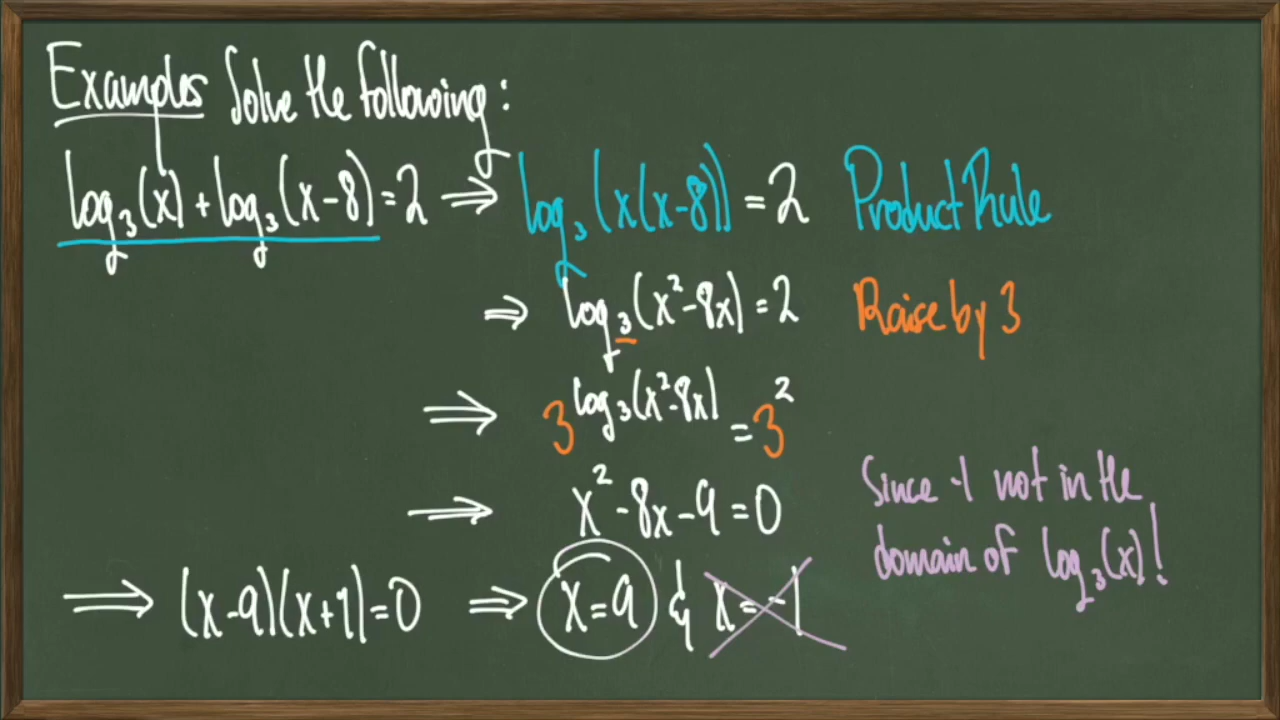 Examples Solve the following:
log₃(x) + log₃(x-8) = 2 ⇒ log₃(x(x-8)) = 2 Product Rule
⇒ log₃(x²-8x) = 2 Raise by 3
⇒ 3^log₃(x²-8x) = 3²
⇒ x²-8x-9=0 Since -1 not in the
domain of log₃(x)!
⇒ (x-9)(x+1)=0 ⇒ x=9 & x=-1